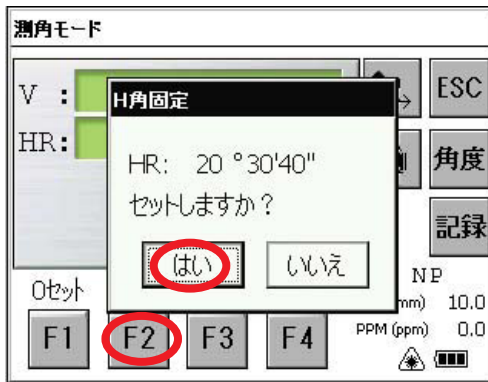 測角モード
V :
HR:
ESC
角度
記録
H角固定
HR: 20°30'40"
セットしますか？
はい
いいえ
0セット
NP
mm) 10.0
PPM (ppm) 0.0
F1
F2
F3
F4